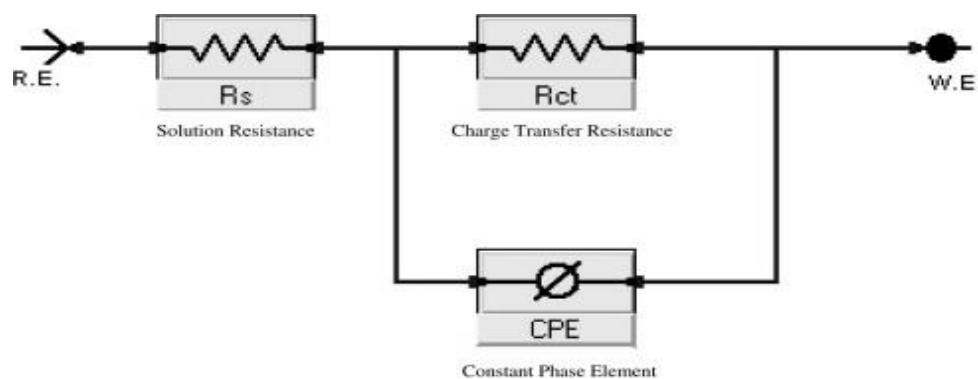 R.E.
Rs
Solution Resistance
Rct
Charge Transfer Resistance
W.E
CPE
Constant Phase Element